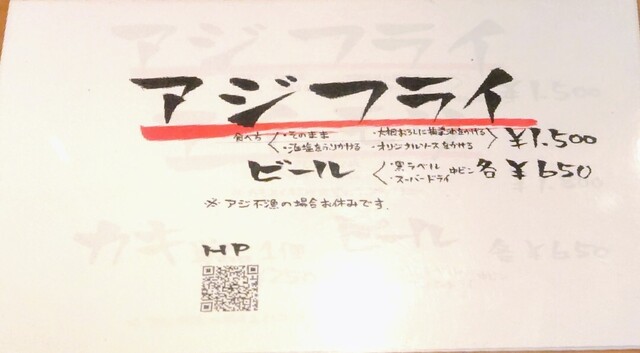 アジフライ
食べ方 ・そのまま ・大根おろしに醤油をかける ¥1.500
・海塩をふりかける ・オリジナルソースをかける
ビール ・黒ラベル 中ビン 各 ¥650
・スーパードライ
※ アジ不漁の場合お休みです。
HP